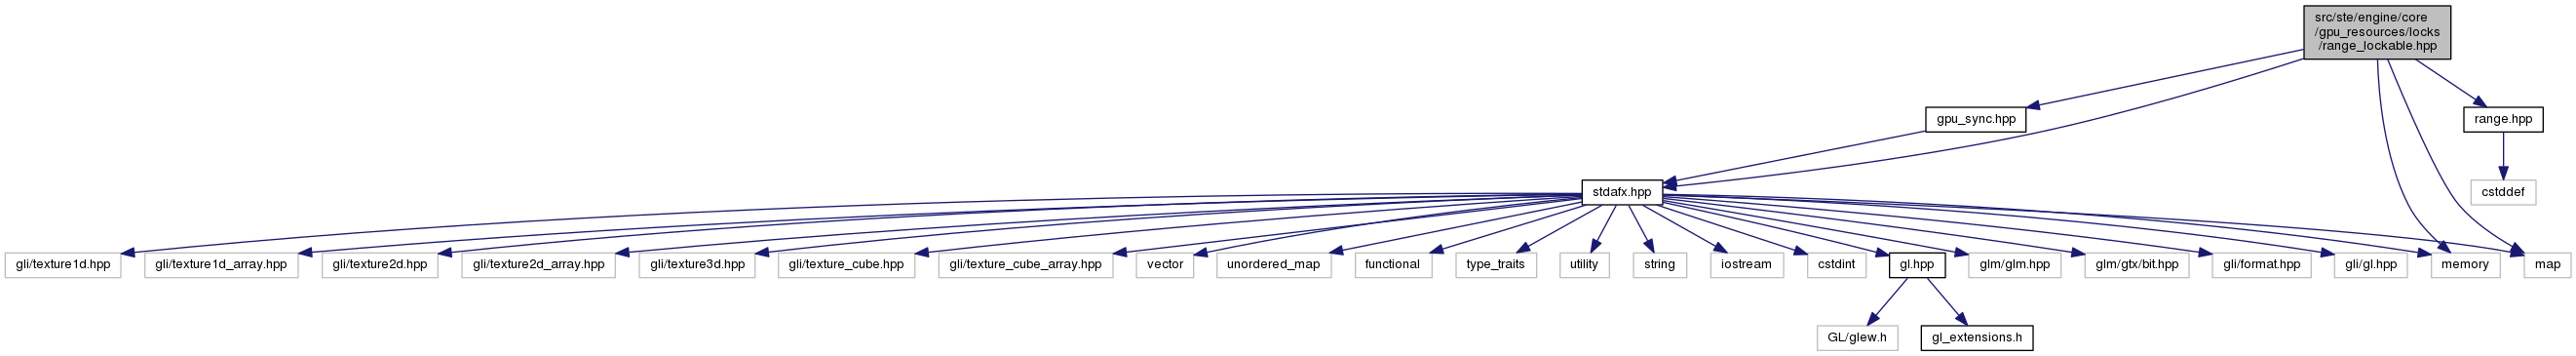 src/ste/engine/core
/gpu_resources/locks
/range_lockable.hpp
gpu_sync.hpp
range.hpp
stdafx.hpp
cstddef
gli/texture1d.hpp
gli/texture1d_array.hpp
gli/texture2d.hpp
gli/texture2d_array.hpp
gli/texture3d.hpp
gli/texture_cube.hpp
gli/texture_cube_array.hpp
vector
unordered_map
functional
type_traits
utility
string
iostream
cstdint
gl.hpp
glm/glm.hpp
glm/gtx/bit.hpp
gli/format.hpp
gli/gl.hpp
memory
map
GL/glew.h
gl_extensions.h